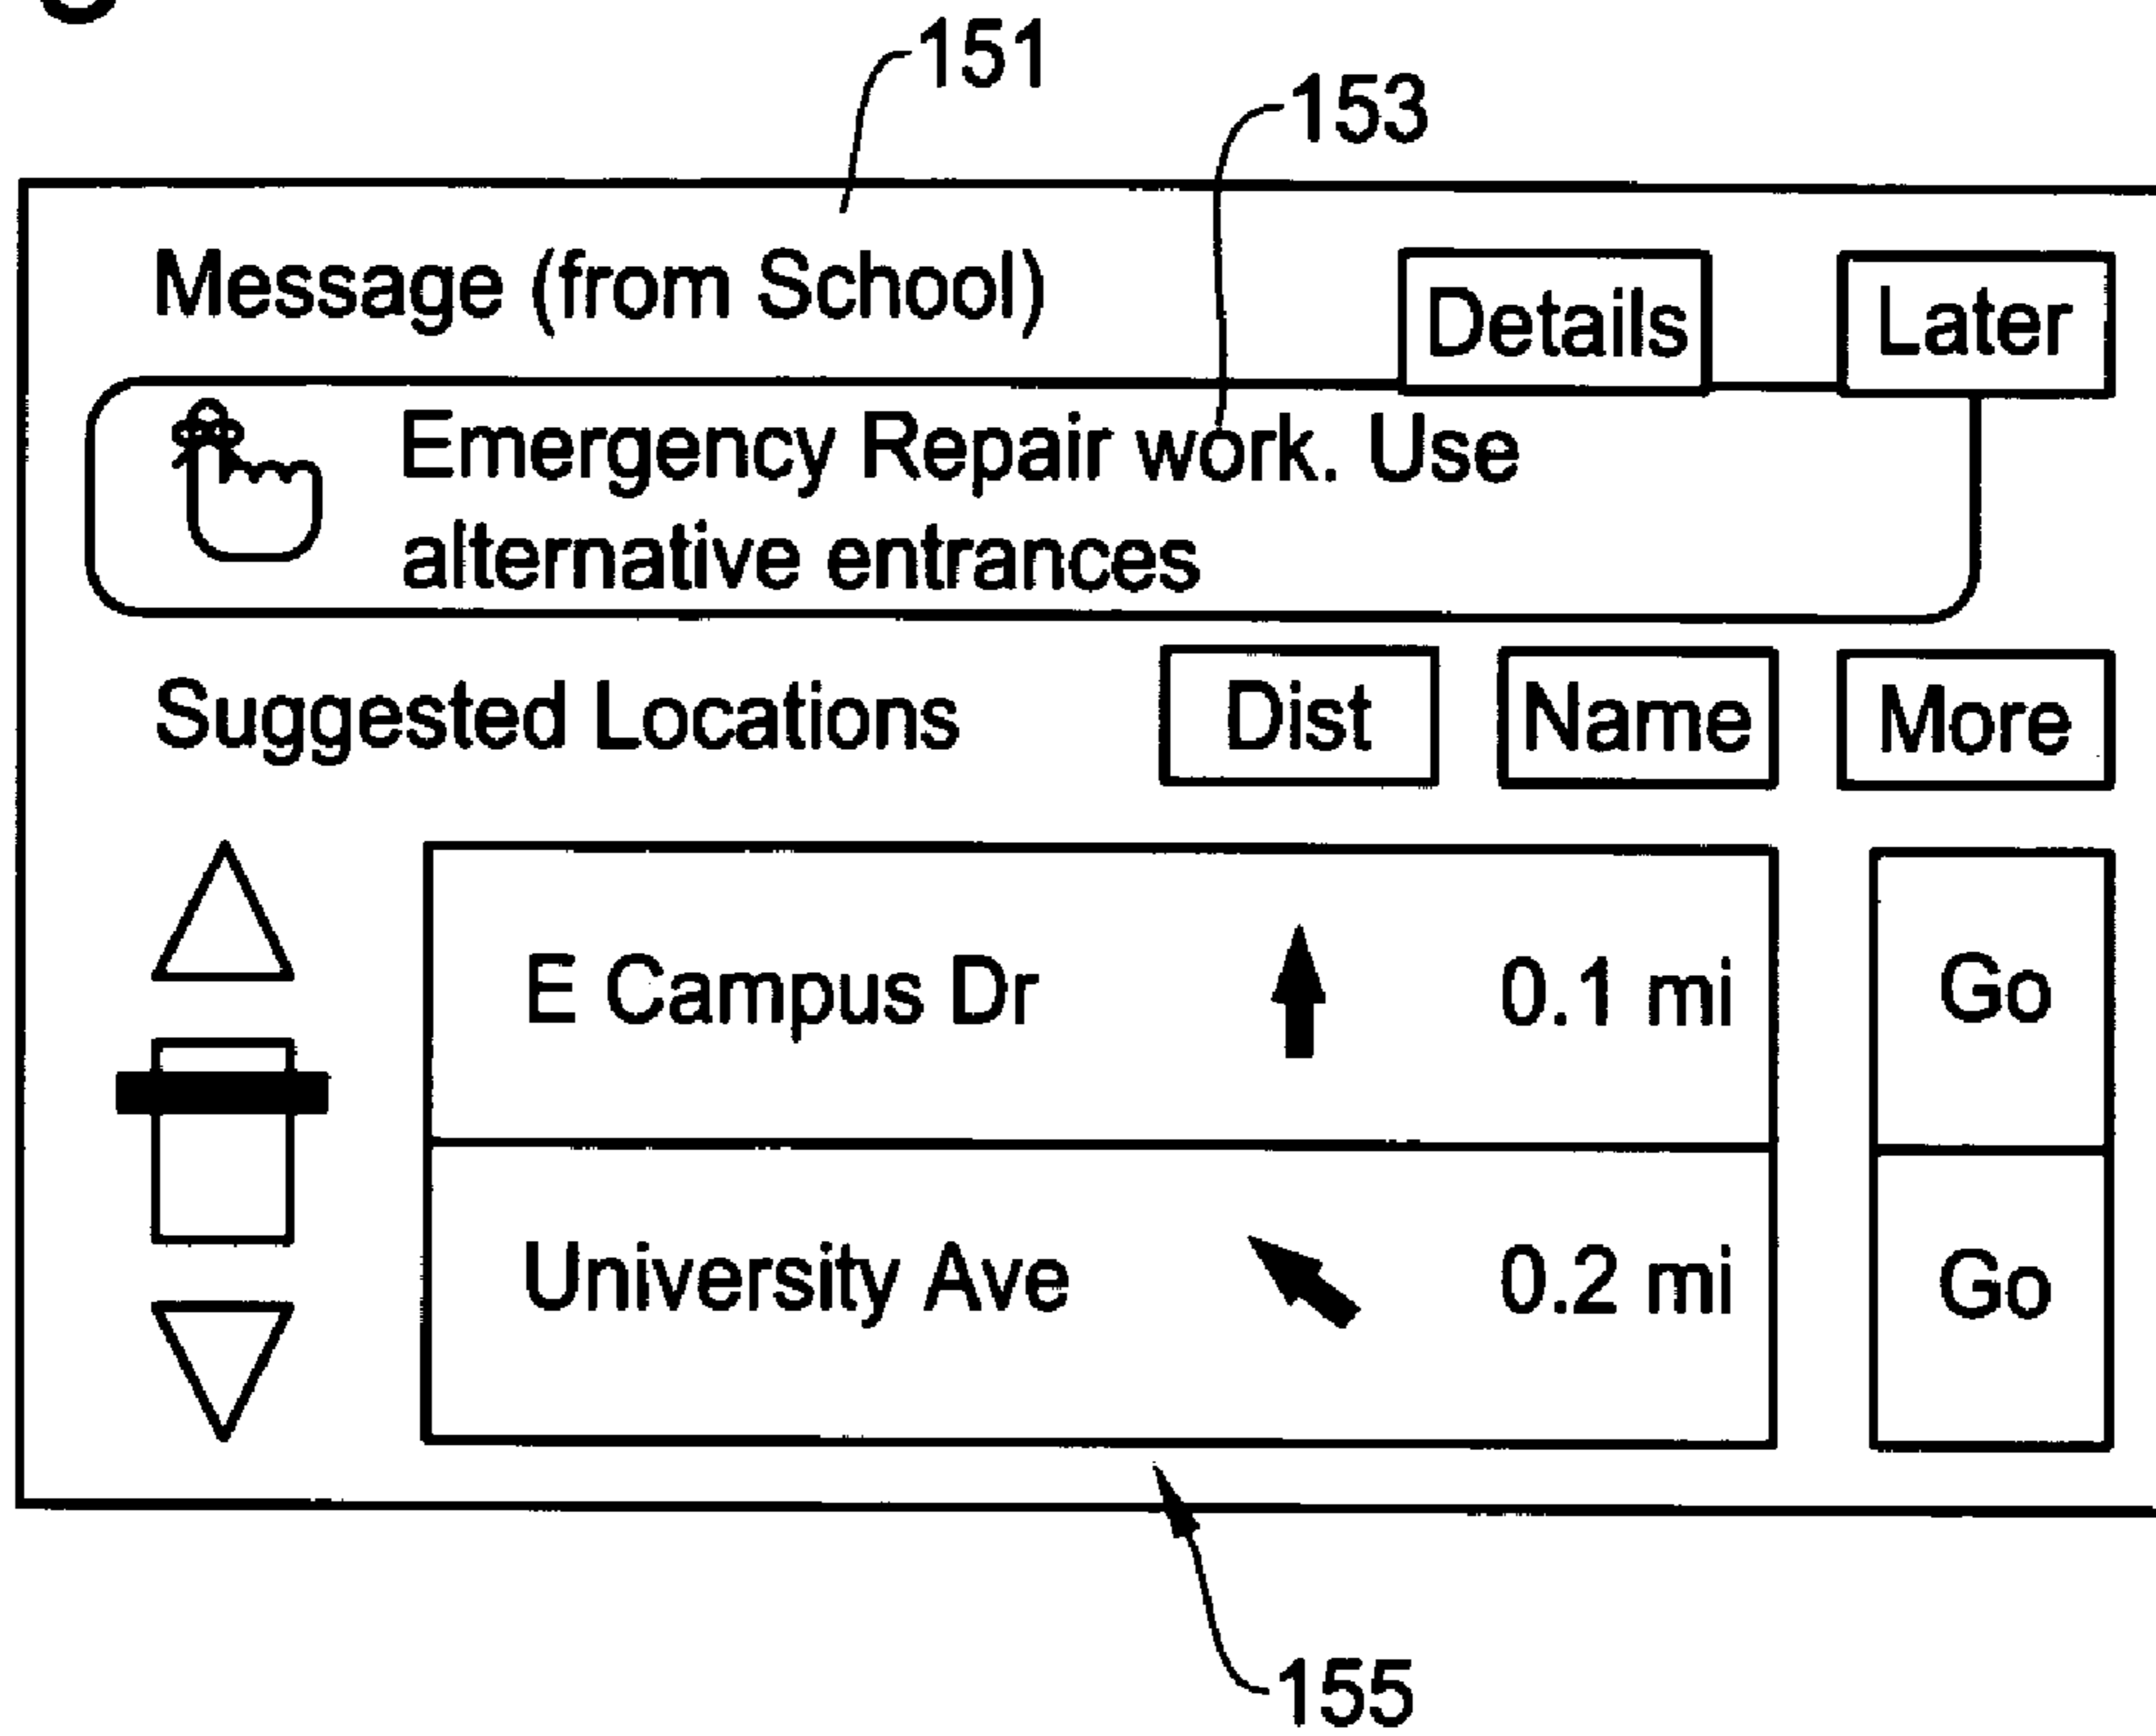 151
153
Message (from School)
Details
Later
Emergency Repair work. Use
alternative entrances
Suggested Locations
Dist
Name
More
E Campus Dr
0.1 mi
Go
University Ave
0.2 mi
Go
155